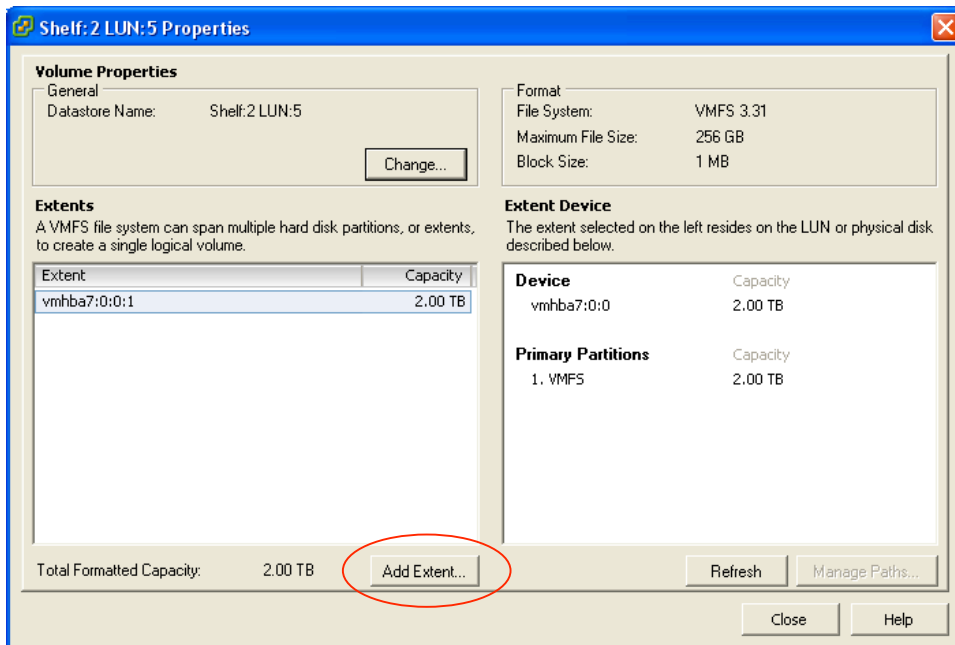 Shelf:2 LUN:5 Properties
Volume Properties
General
Datastore Name: Shelf:2 LUN:5
Change...
Format
File System: VMFS 3.31
Maximum File Size: 256 GB
Block Size: 1 MB
Extents
A VMFS file system can span multiple hard disk partitions, or extents,
to create a single logical volume.
Extent Capacity
vmhba7:0:0:1 2.00 TB
Extent Device
The extent selected on the left resides on the LUN or physical disk
described below.
Device Capacity
vmhba7:0:0 2.00 TB
Primary Partitions Capacity
1. VMFS 2.00 TB
Total Formatted Capacity: 2.00 TB
Add Extent...
Refresh
Manage Paths...
Close
Help